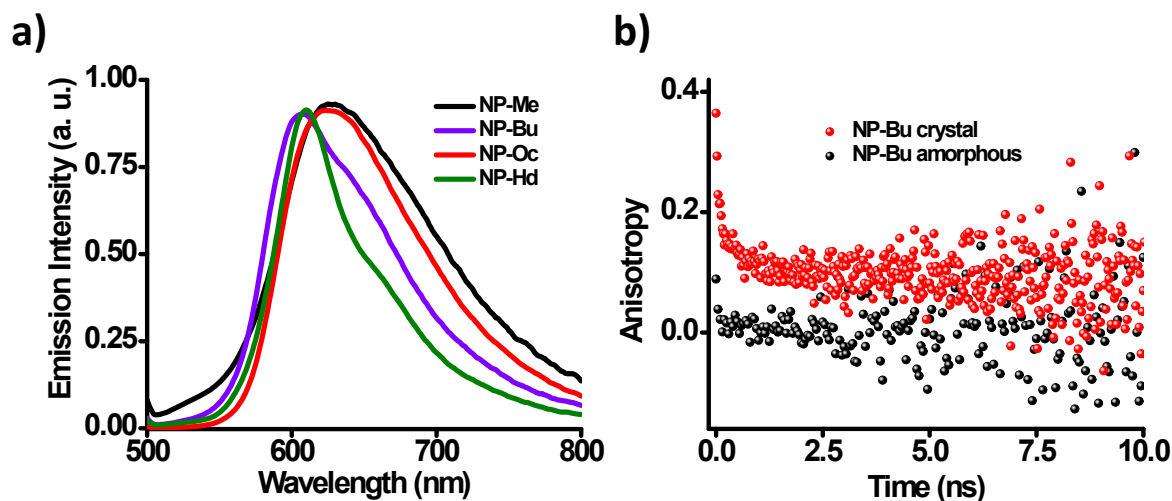 a)
Emission Intensity (a. u.)
1.00
0.75
0.50
0.25
0.00
500
600
700
800
Wavelength (nm)
NP-Me
NP-Bu
NP-Oc
NP-Hd
b)
Anisotropy
0.4
0.2
0.0
0.0
2.5
5.0
7.5
10.0
Time (ns)
NP-Bu crystal
NP-Bu amorphous